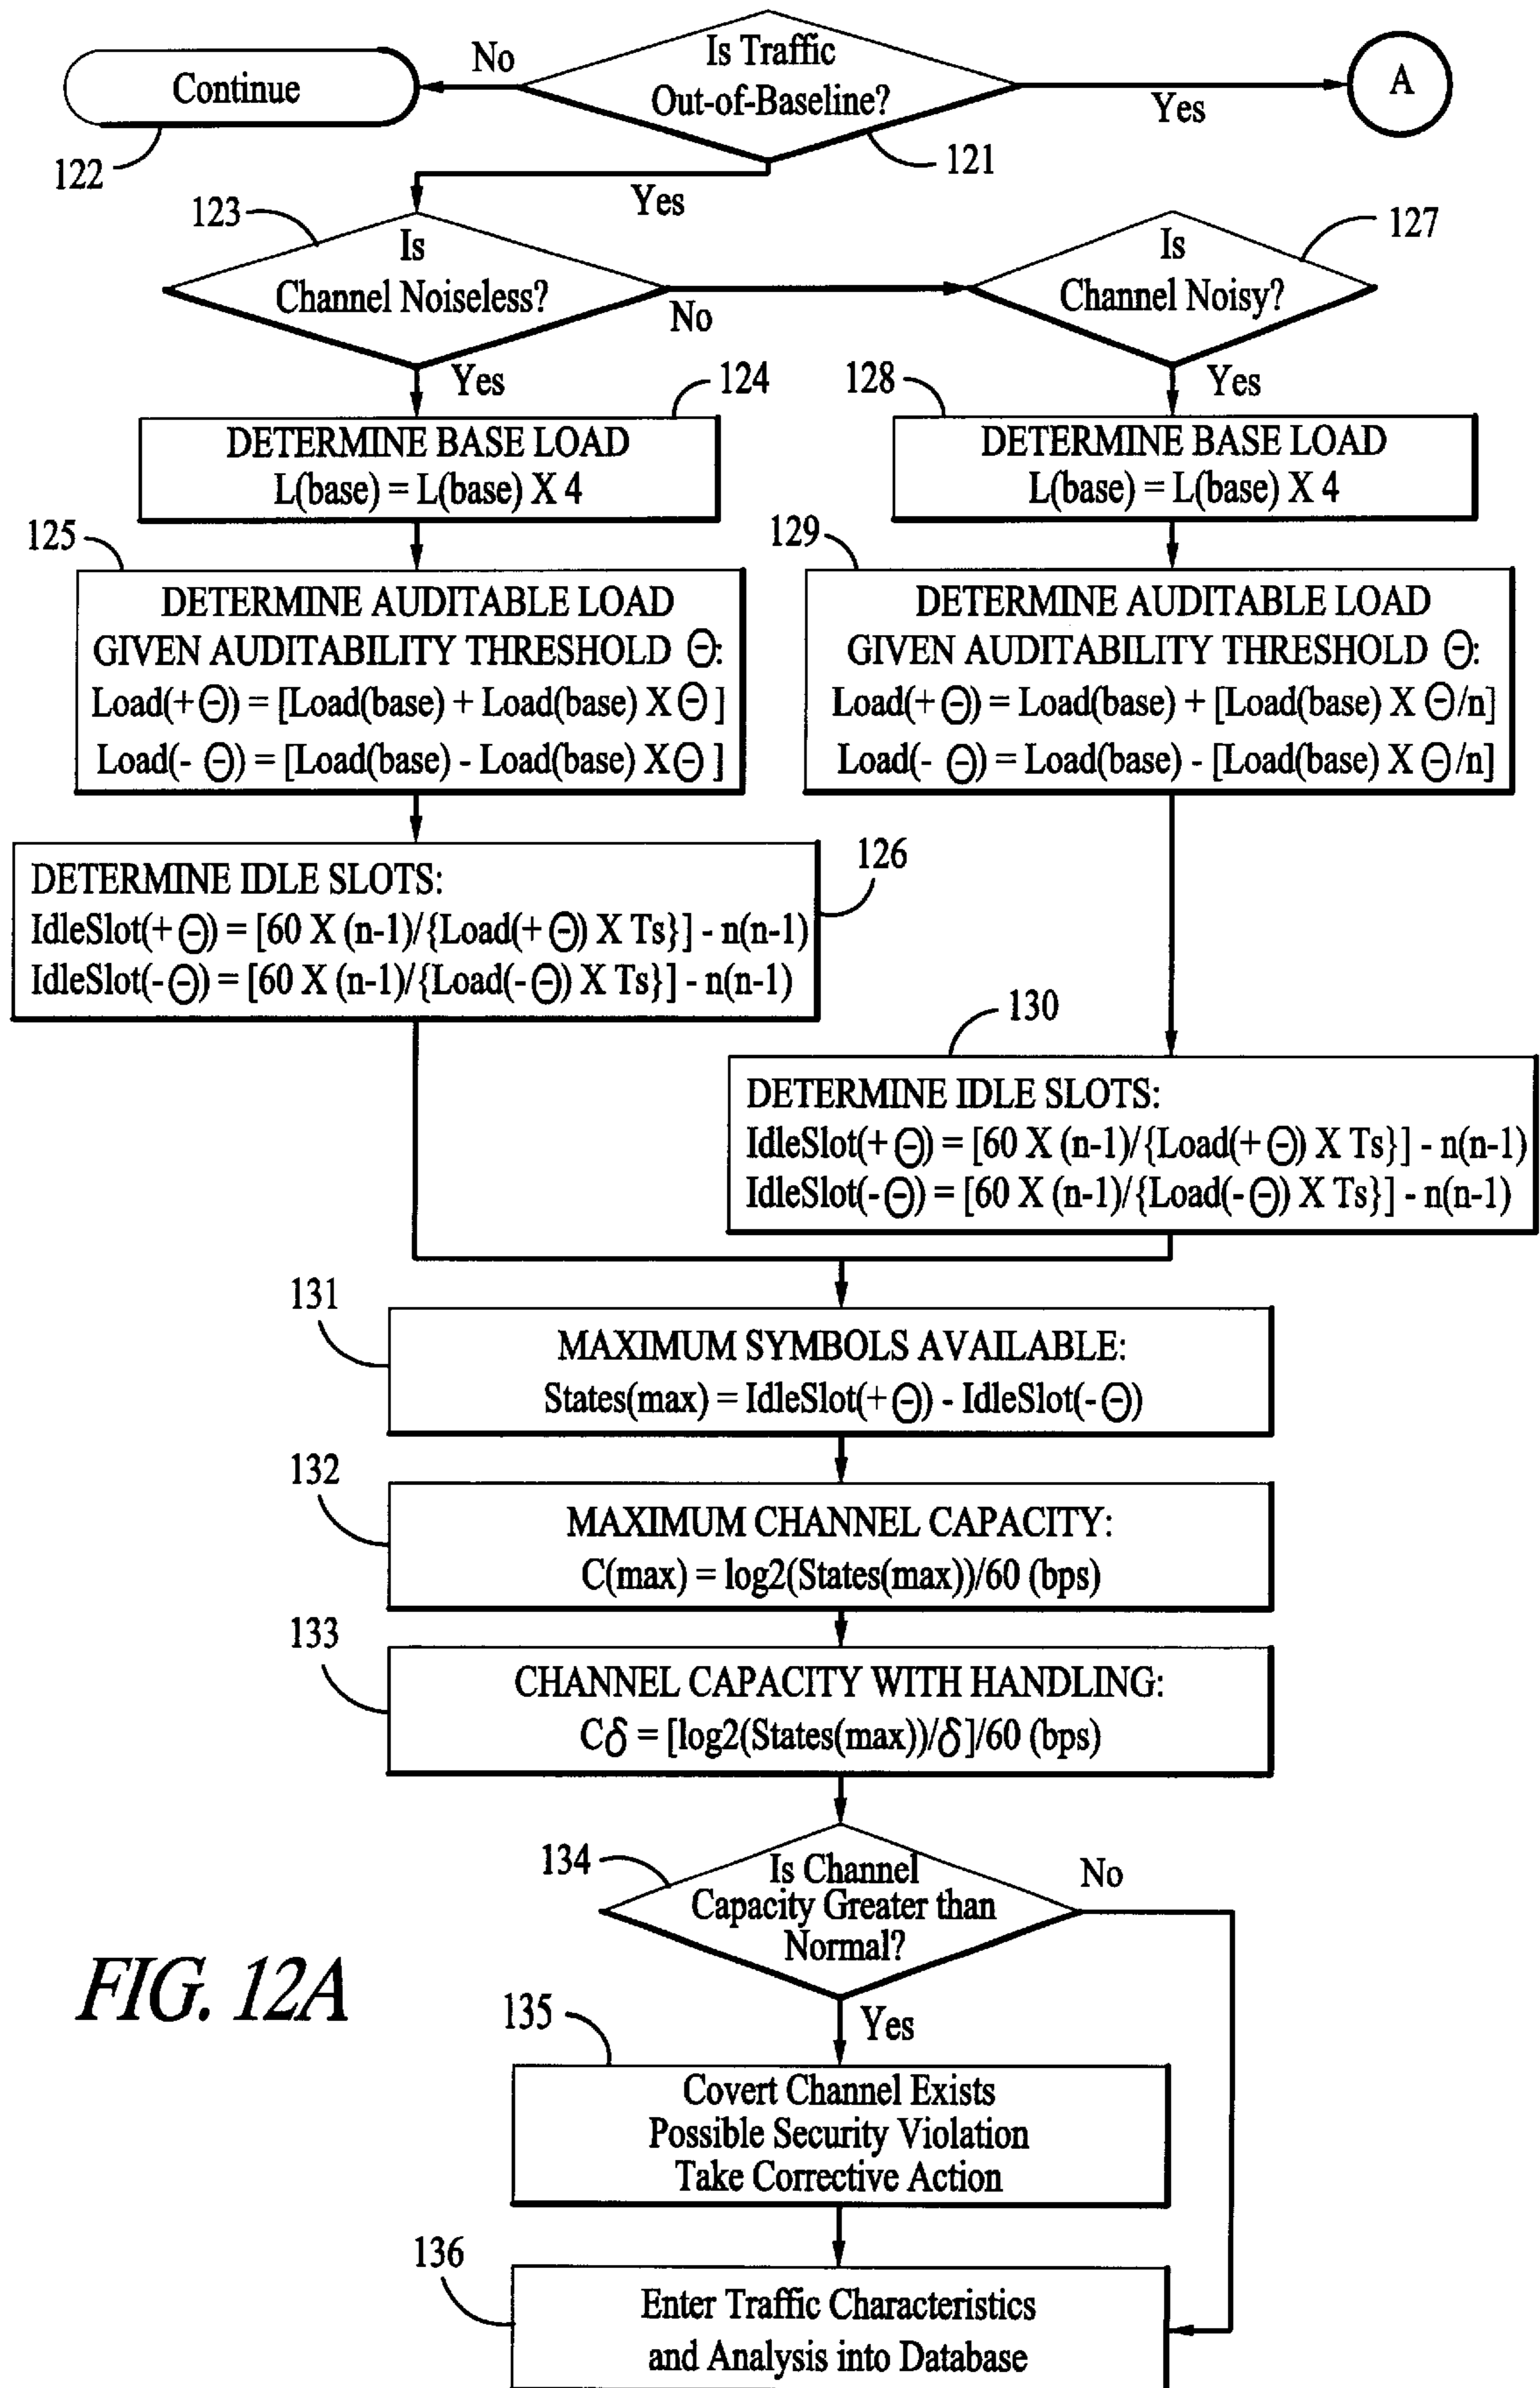 Is Traffic
Out-of-Baseline?
No
Continue
Yes
A
122
121
Yes
123
Is
Channel Noiseless?
No
Is
Channel Noisy?
127
Yes
124
128
Yes
DETERMINE BASE LOAD
L(base) = L(base) X 4
DETERMINE BASE LOAD
L(base) = L(base) X 4
125
DETERMINE AUDITABLE LOAD
GIVEN AUDITABILITY THRESHOLD Θ:
Load(+Θ) = [Load(base) + Load(base) X Θ ]
Load(- Θ) = [Load(base) - Load(base) XΘ ]
129
DETERMINE AUDITABLE LOAD
GIVEN AUDITABILITY THRESHOLD Θ:
Load(+Θ) = Load(base) + [Load(base) X Θ/n]
Load(- Θ) = Load(base) - [Load(base) X Θ/n]
126
DETERMINE IDLE SLOTS:
IdleSlot(+Θ) = [60 X (n-1)/{Load(+Θ) X Ts}] - n(n-1)
IdleSlot(-Θ) = [60 X (n-1)/{Load(-Θ) X Ts}] - n(n-1)
130
DETERMINE IDLE SLOTS:
IdleSlot(+Θ) = [60 X (n-1)/{Load(+Θ) X Ts}] - n(n-1)
IdleSlot(-Θ) = [60 X (n-1)/{Load(-Θ) X Ts}] - n(n-1)
131
MAXIMUM SYMBOLS AVAILABLE:
States(max) = IdleSlot(+Θ) - IdleSlot(-Θ)
132
MAXIMUM CHANNEL CAPACITY:
C(max) = log2(States(max))/60 (bps)
133
CHANNEL CAPACITY WITH HANDLING:
Cδ = [log2(States(max))/δ]/60 (bps)
134
Is Channel
Capacity Greater than
Normal?
No
Yes
FIG. 12A
135
Covert Channel Exists
Possible Security Violation
Take Corrective Action
136
Enter Traffic Characteristics
and Analysis into Database